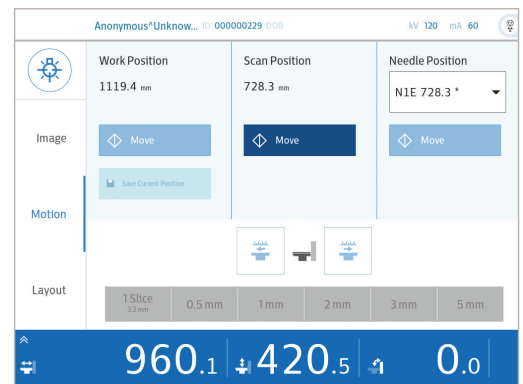 Anonymous^Unknow... ID 000000229 DOB kV 120 mA 60
Work Position Scan Position Needle Position
1119.4 mm 728.3 mm N1E 728.3 *
Move Move Move
Save Current Position
Image
Motion
Layout
1 Slice 0.5 mm 1 mm 2 mm 3 mm 5 mm
3.3 mm
960.1 420.5 0.0